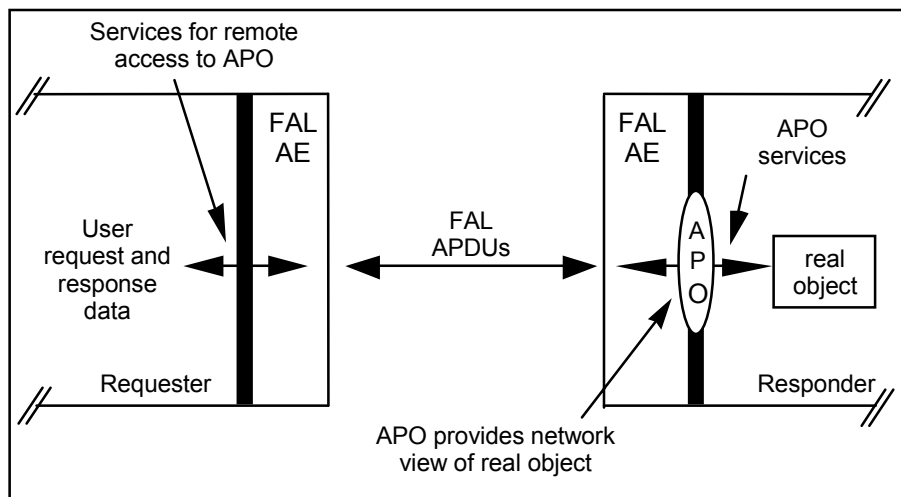 Services for remote
access to APO
FAL
AE
User
request and
response
data
Requester
FAL
APDUs
FAL
AE
APO
services
A
P
O
real
object
Responder
APO provides network
view of real object